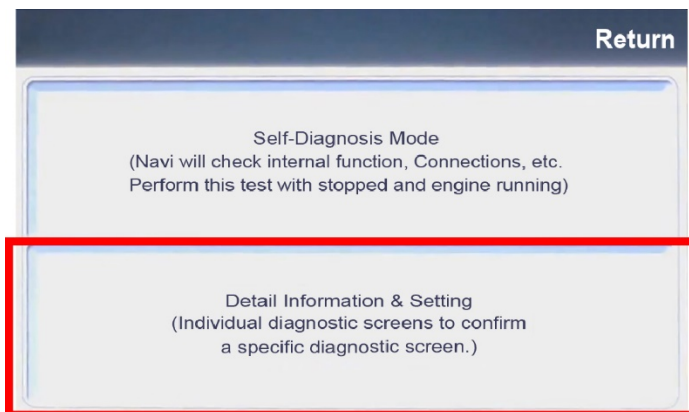 Return
Self-Diagnosis Mode
(Navi will check internal function, Connections, etc.
Perform this test with stopped and engine running)
Detail Information & Setting
(Individual diagnostic screens to confirm
a specific diagnostic screen.)